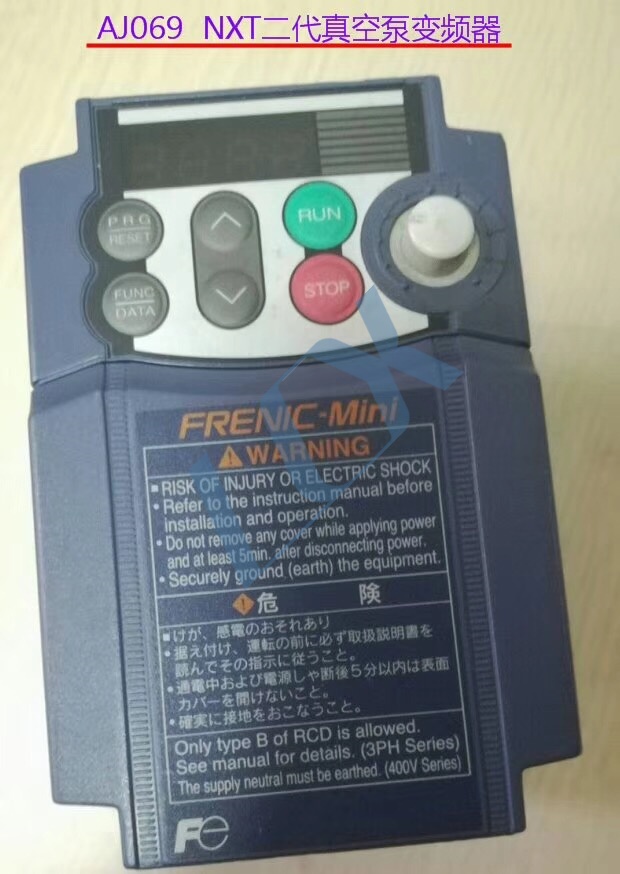 AJ069 NXT二代真空泵变频器
PRG
RESET
RUN
FUNC
DATA
STOP
FRENIC-Mini
WARNING
RISK OF INJURY OR ELECTRIC SHOCK
Refer to the instruction manual before
installation and operation.
Do not remove any cover while applying power
and at least 5min. after disconnecting power.
Securely ground (earth) the equipment.
危 険
けが、感電のおそれあり
据え付け、運転の前に必ず取扱説明書を
読んでその指示に従うこと。
通電中および電源しゃ断後5分以内は表面
カバーを開けないこと。
確実に接地をおこなうこと。
Only type B of RCD is allowed.
See manual for details. (3PH Series)
The supply neutral must be earthed. (400V Series)
Fe